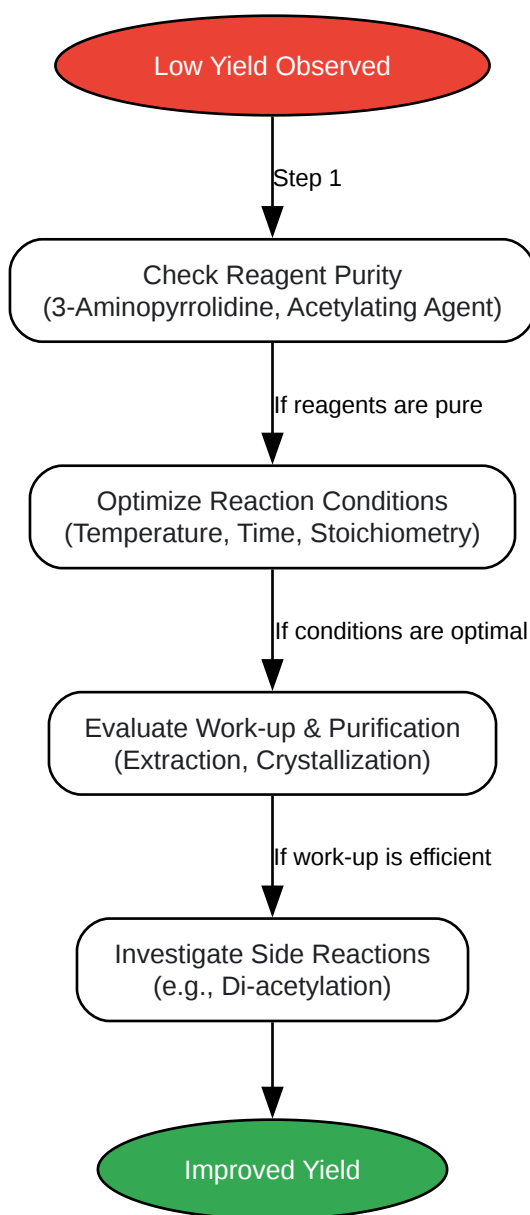 Low Yield Observed
Step 1
Check Reagent Purity
(3-Aminopyrrolidine, Acetylating Agent)
If reagents are pure
Optimize Reaction Conditions
(Temperature, Time, Stoichiometry)
If conditions are optimal
Evaluate Work-up & Purification
(Extraction, Crystallization)
If work-up is efficient
Investigate Side Reactions
(e.g., Di-acetylation)
Improved Yield